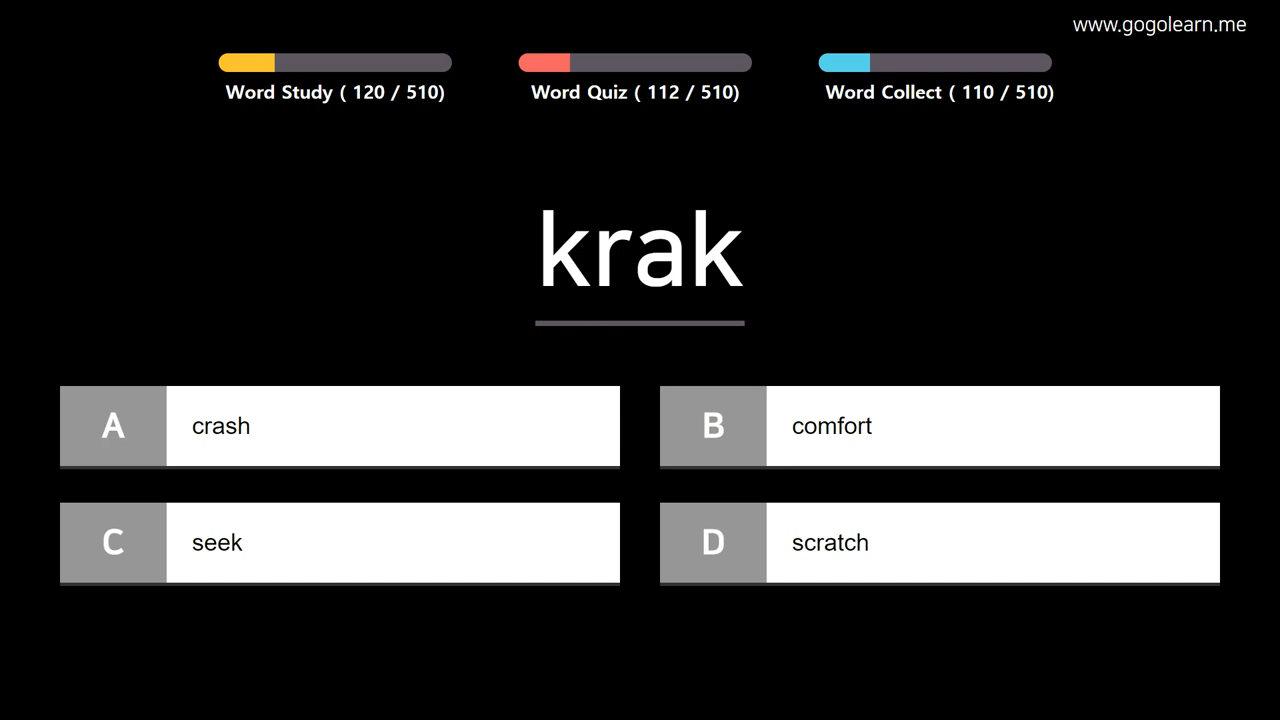 www.gogolearn.me
Word Study ( 120 / 510)
Word Quiz ( 112 / 510)
Word Collect ( 110 / 510)
krak
A crash
B comfort
C seek
D scratch